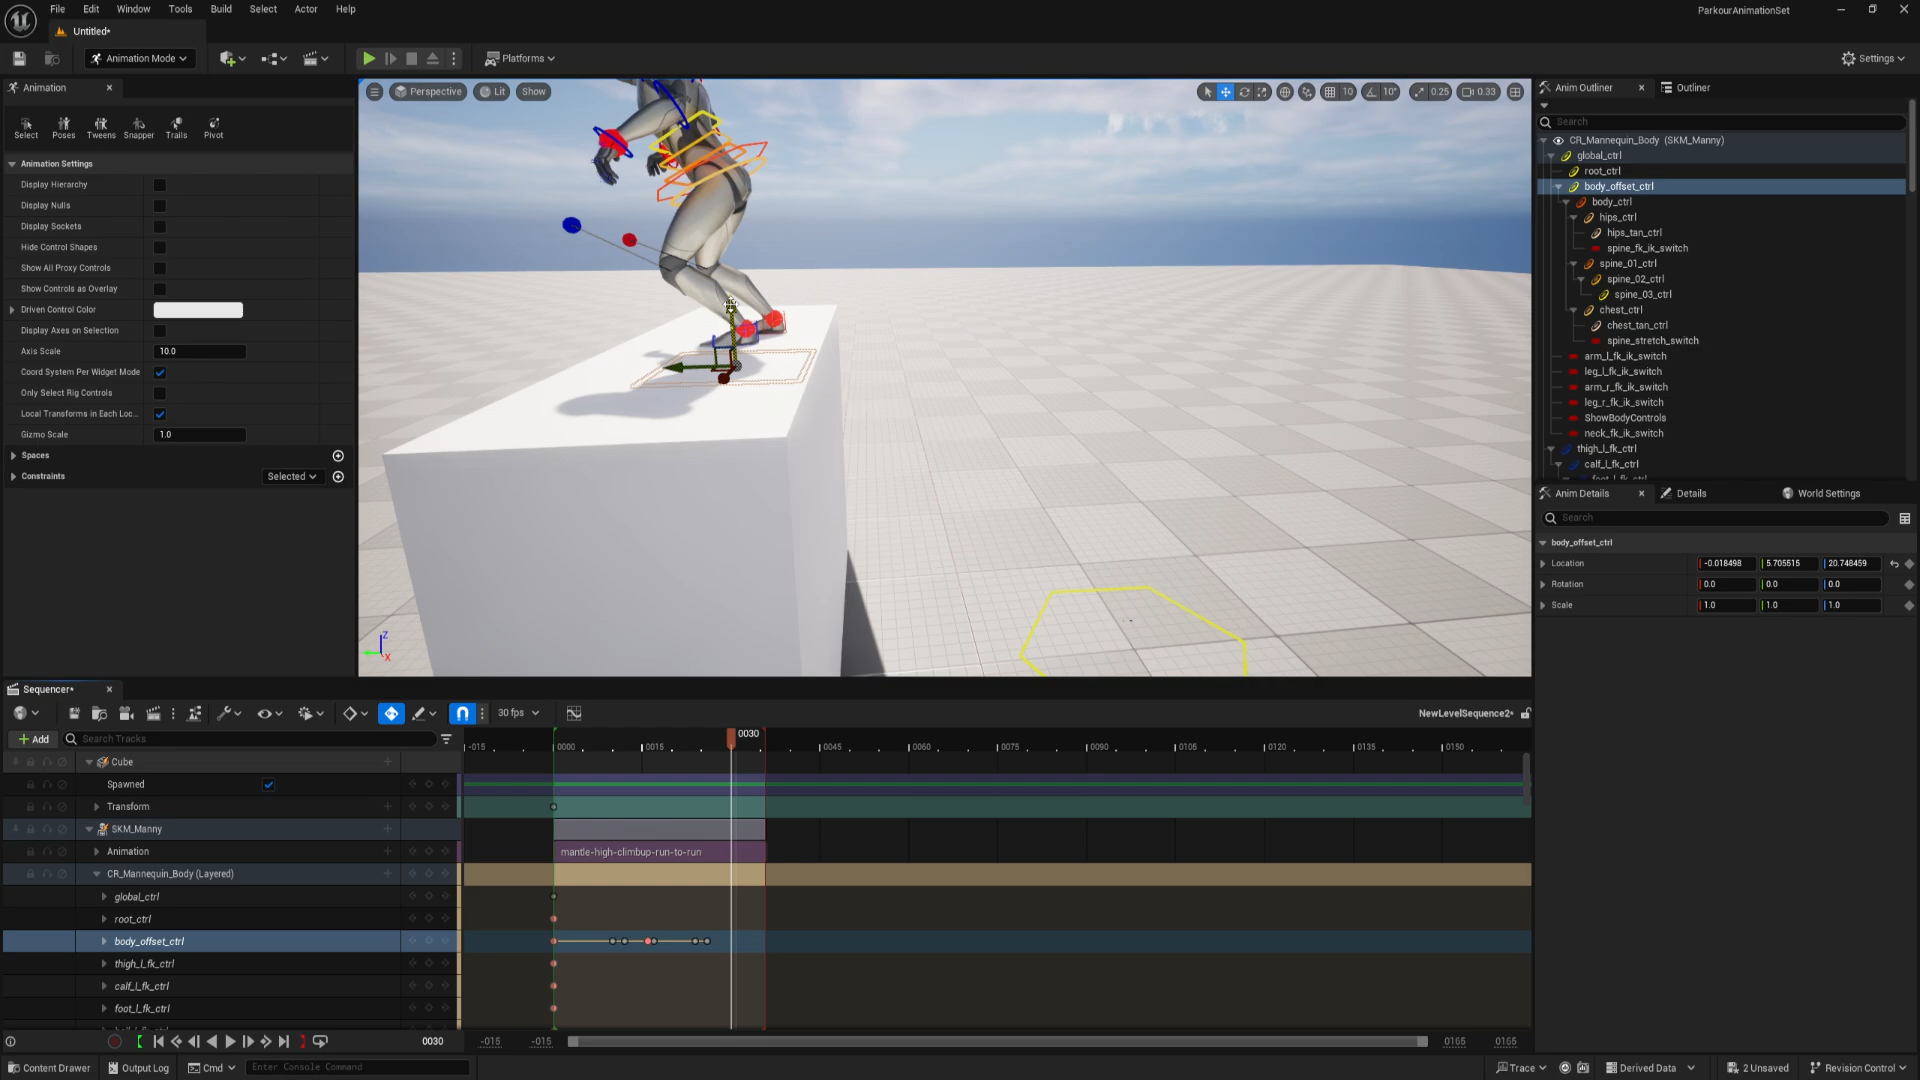 File Edit Window Tools Build Select Actor Help
ParkourAnimationSet
Untitled*
Animation Mode
Platforms
Settings
Animation
Select Poses Tweens Snapper Trails Pivot
Animation Settings
Display Hierarchy
Display Nulls
Display Sockets
Hide Control Shapes
Show All Proxy Controls
Show Controls as Overlay
Driven Control Color
Display Axes on Selection
Axis Scale 10.0
Coord System Per Widget Mode
Only Select Rig Controls
Local Transforms in Each Loc...
Gizmo Scale 1.0
Spaces
Constraints Selected
Perspective Lit Show
10 10° 0.25 0.33
Z
X
Anim Outliner Outliner
Search
CR_Mannequin_Body (SKM_Manny)
global_ctrl
root_ctrl
body_offset_ctrl
body_ctrl
hips_ctrl
hips_tan_ctrl
spine_fk_ik_switch
spine_01_ctrl
spine_02_ctrl
spine_03_ctrl
chest_ctrl
chest_tan_ctrl
spine_stretch_switch
arm_l_fk_ik_switch
leg_l_fk_ik_switch
arm_r_fk_ik_switch
leg_r_fk_ik_switch
ShowBodyControls
neck_fk_ik_switch
thigh_l_fk_ctrl
calf_l_fk_ctrl
foot_l_fk_ctrl
Anim Details Details World Settings
Search
body_offset_ctrl
Location -0.018498 5.705515 20.748459
Rotation 0.0 0.0 0.0
Scale 1.0 1.0 1.0
Sequencer*
30 fps
NewLevelSequence2*
Add Search Tracks
0030
-015 0000 0015 0045 0060 0075 0090 0105 0120 0135 0150
Cube
Spawned
Transform
SKM_Manny
Animation mantle-high-climbup-run-to-run
CR_Mannequin_Body (Layered)
global_ctrl
root_ctrl
body_offset_ctrl
thigh_l_fk_ctrl
calf_l_fk_ctrl
foot_l_fk_ctrl
0030 -015 -015 0165 0165
Content Drawer Output Log Cmd Enter Console Command
Trace Derived Data 2 Unsaved Revision Control